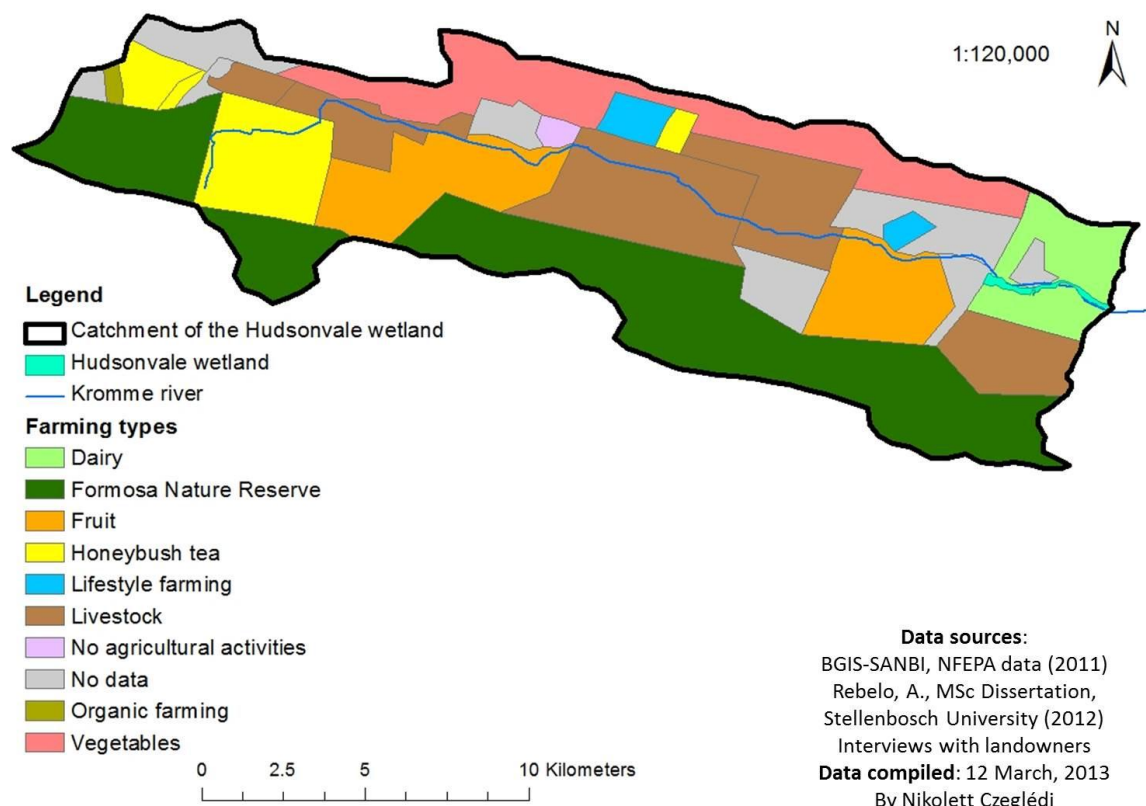 N
1:120,000
Legend
Catchment of the Hudsonvale wetland
Hudsonvale wetland
Kromme river
Farming types
Dairy
Formosa Nature Reserve
Fruit
Honeybush tea
Lifestyle farming
Livestock
No agricultural activities
No data
Organic farming
Vegetables
0 2.5 5 10 Kilometers
Data sources:
BGIS-SANBI, NFEPA data (2011)
Rebelo, A., MSc Dissertation,
Stellenbosch University (2012)
Interviews with landowners
Data compiled: 12 March, 2013
By Nikolett Czeglédi